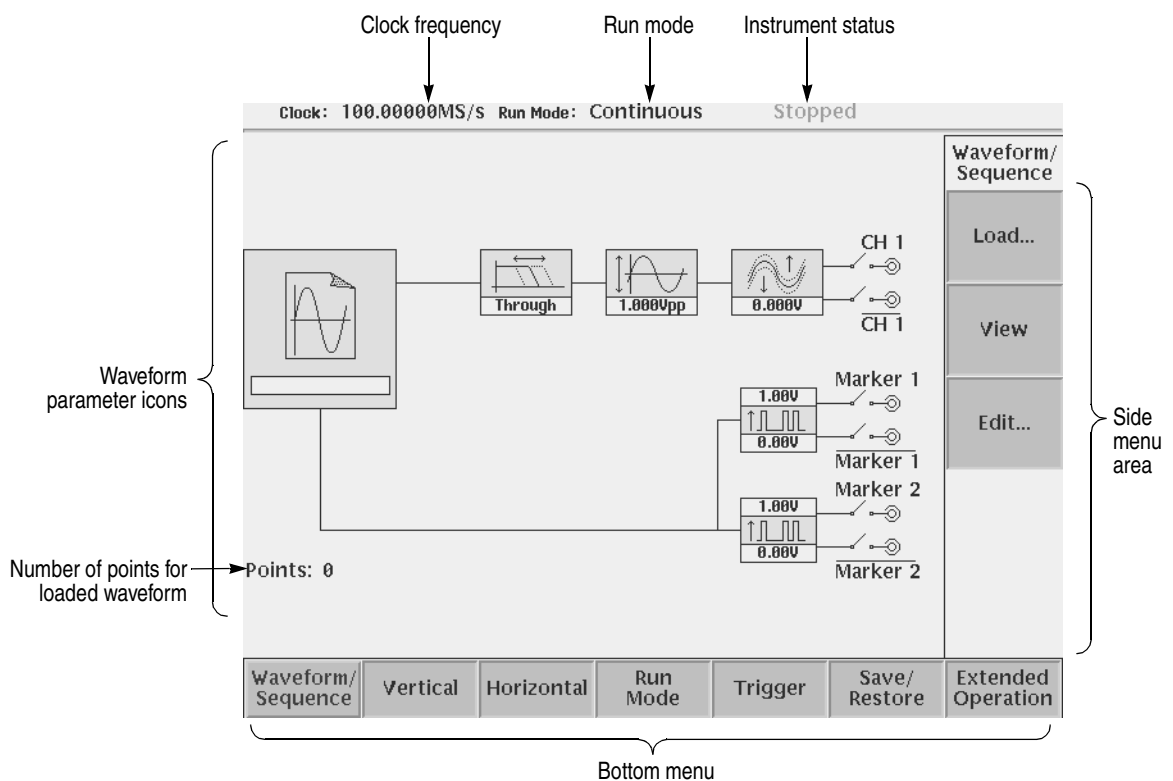 Clock frequency
Run mode
Instrument status
Clock: 100.00000MS/s Run Mode: Continuous Stopped
Waveform/
Sequence
Load...
View
Edit...
Through
1.000Vpp
0.000V
CH 1
CH 1
1.00V
0.00V
Marker 1
Marker 1
1.00V
0.00V
Marker 2
Marker 2
Points: 0
Waveform
parameter icons
Number of points for
loaded waveform
Side
menu
area
Waveform/
Sequence
Vertical
Horizontal
Run
Mode
Trigger
Save/
Restore
Extended
Operation
Bottom menu